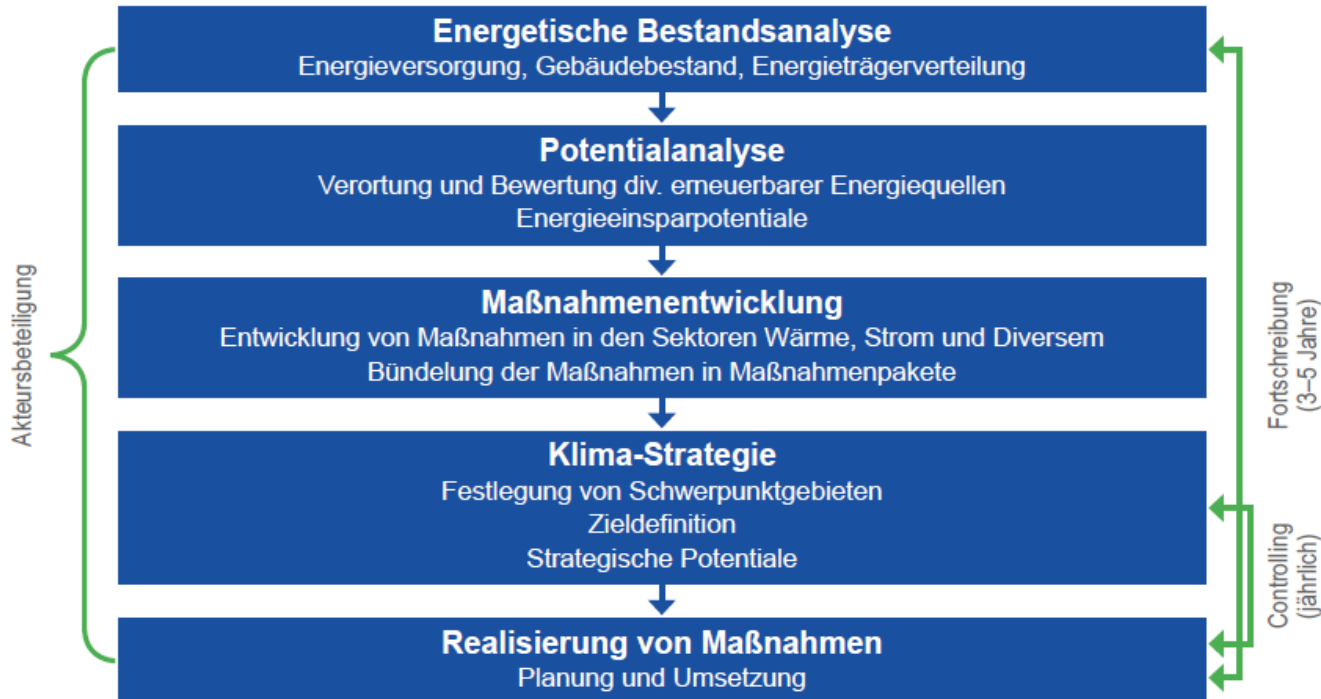 Energetische Bestandsanalyse
Energieversorgung, Gebäudebestand, Energieträgerverteilung
Potentialanalyse
Verortung und Bewertung div. erneuerbarer Energiequellen
Energieeinsparpotentiale
Maßnahmenentwicklung
Entwicklung von Maßnahmen in den Sektoren Wärme, Strom und Diversem
Bündelung der Maßnahmen in Maßnahmenpakete
Klima-Strategie
Festlegung von Schwerpunktgebieten
Zieldefinition
Strategische Potentiale
Realisierung von Maßnahmen
Planung und Umsetzung
Akteursbeteiligung
Fortschreibung
(3–5 Jahre)
Controlling
(jährlich)